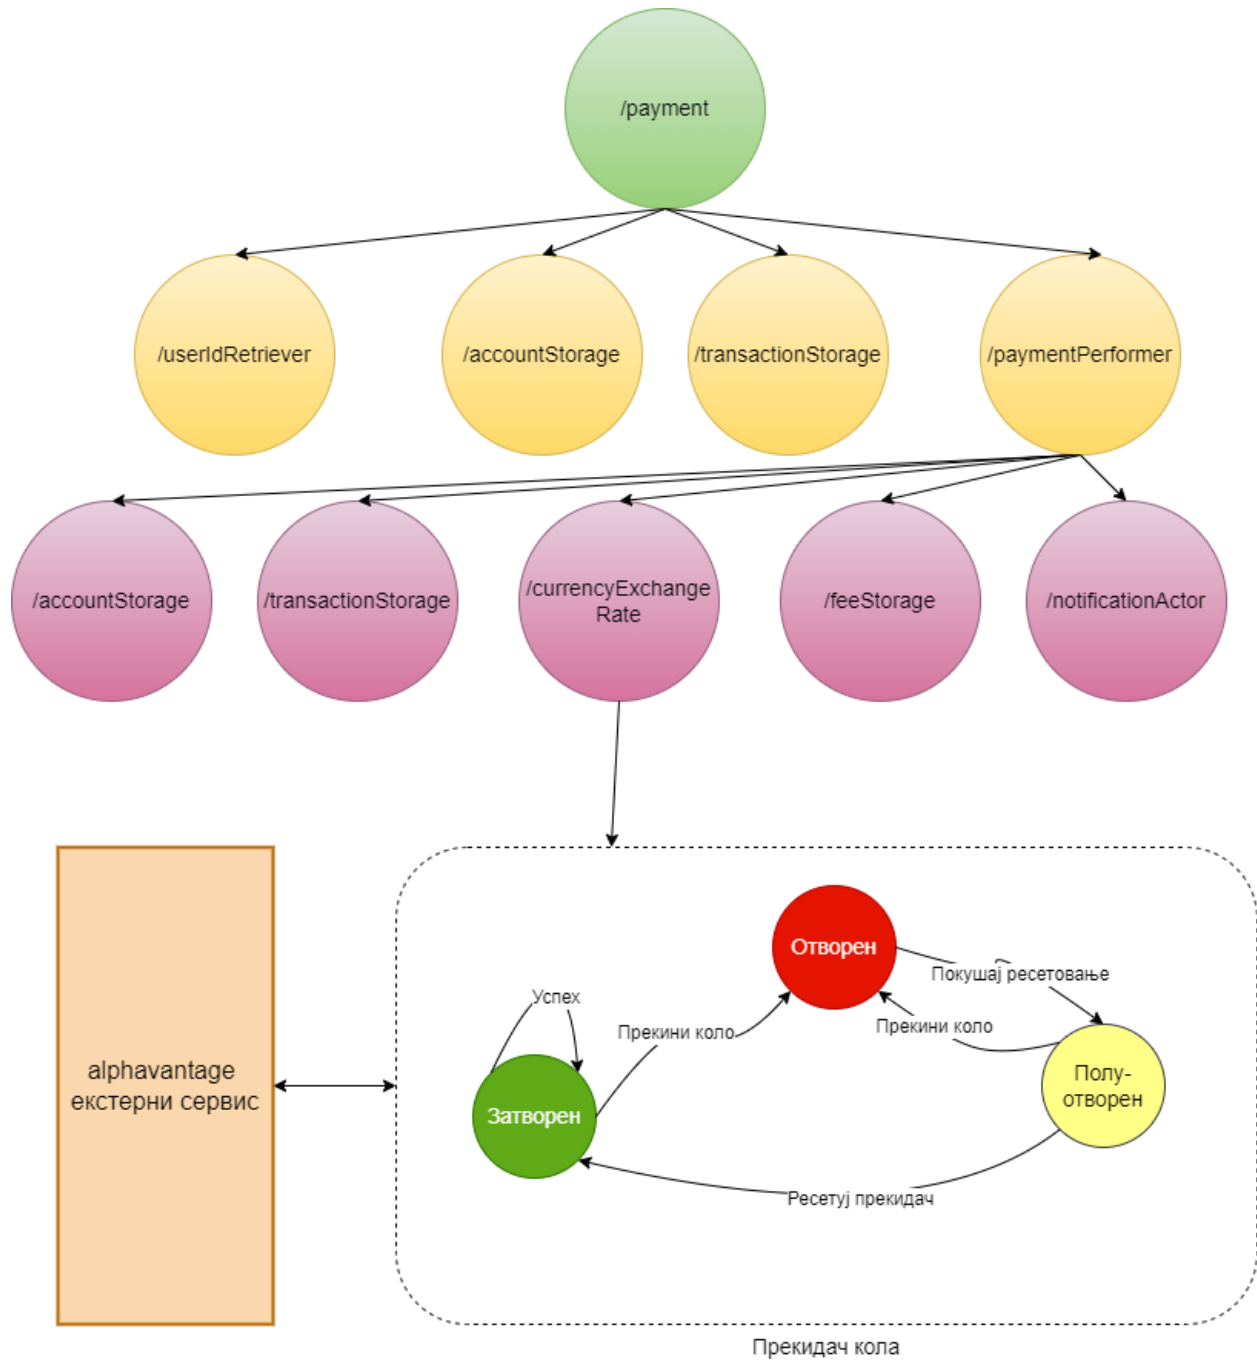 /payment
/userIdRetriever
/accountStorage
/transactionStorage
/paymentPerformer
/accountStorage
/transactionStorage
/currencyExchange
Rate
/feeStorage
/notificationActor
alphavantage
екстерни сервис
Отворен
Покушај ресетовање
Успех
Прекини коло
Прекини коло
Полу-
отворен
Затворен
Ресетуј прекидач
Прекидач кола